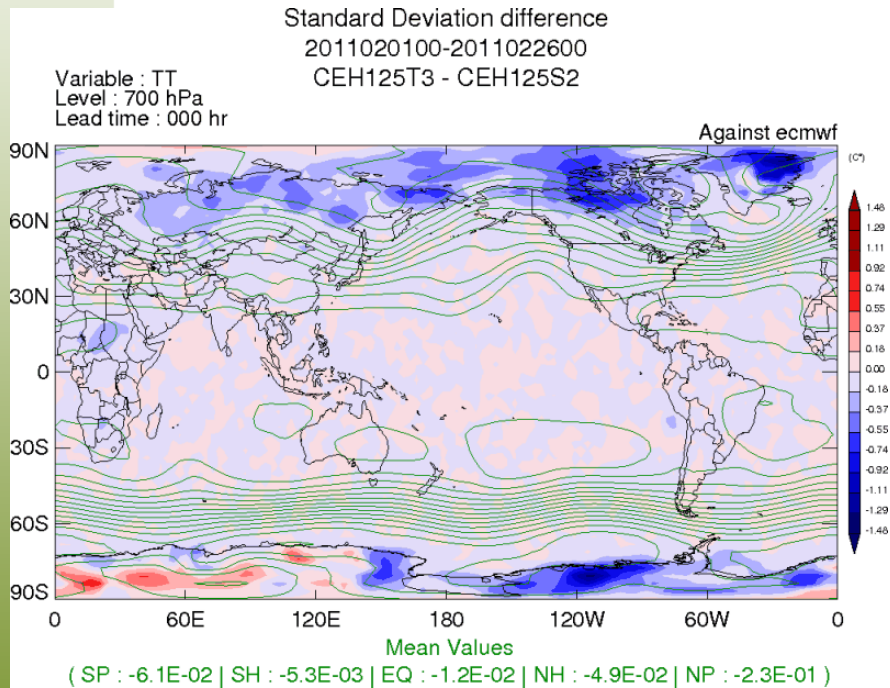 Standard Deviation difference
2011020100-2011022600
CEH125T3 - CEH125S2
Variable : TT
Level : 700 hPa
Lead time : 000 hr
Against ecmwf
(C°)
90N
60N
30N
0
30S
60S
90S
0 60E 120E 180 120W 60W 0
1.48
1.29
1.11
0.92
0.74
0.55
0.37
0.18
0.00
-0.18
-0.37
-0.55
-0.74
-0.92
-1.11
-1.29
-1.48
Mean Values
( SP : -6.1E-02 | SH : -5.3E-03 | EQ : -1.2E-02 | NH : -4.9E-02 | NP : -2.3E-01 )